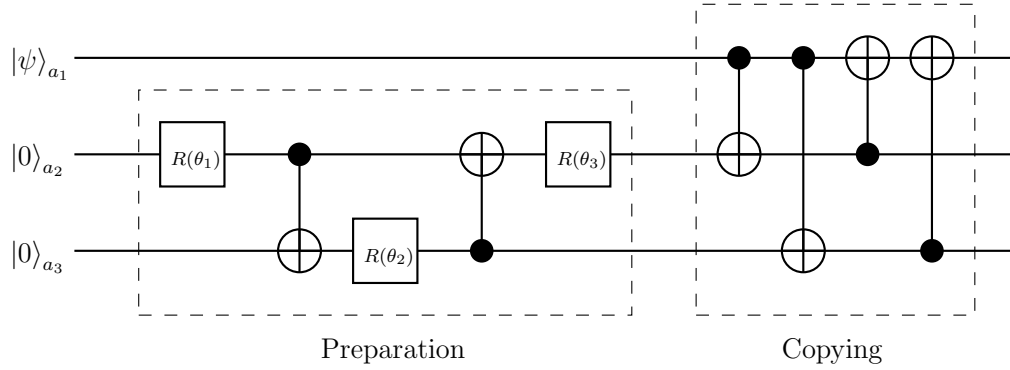 |ψ⟩a₁
|0⟩a₂ R(θ₁) R(θ₃)
|0⟩a₃ R(θ₂)
Preparation Copying